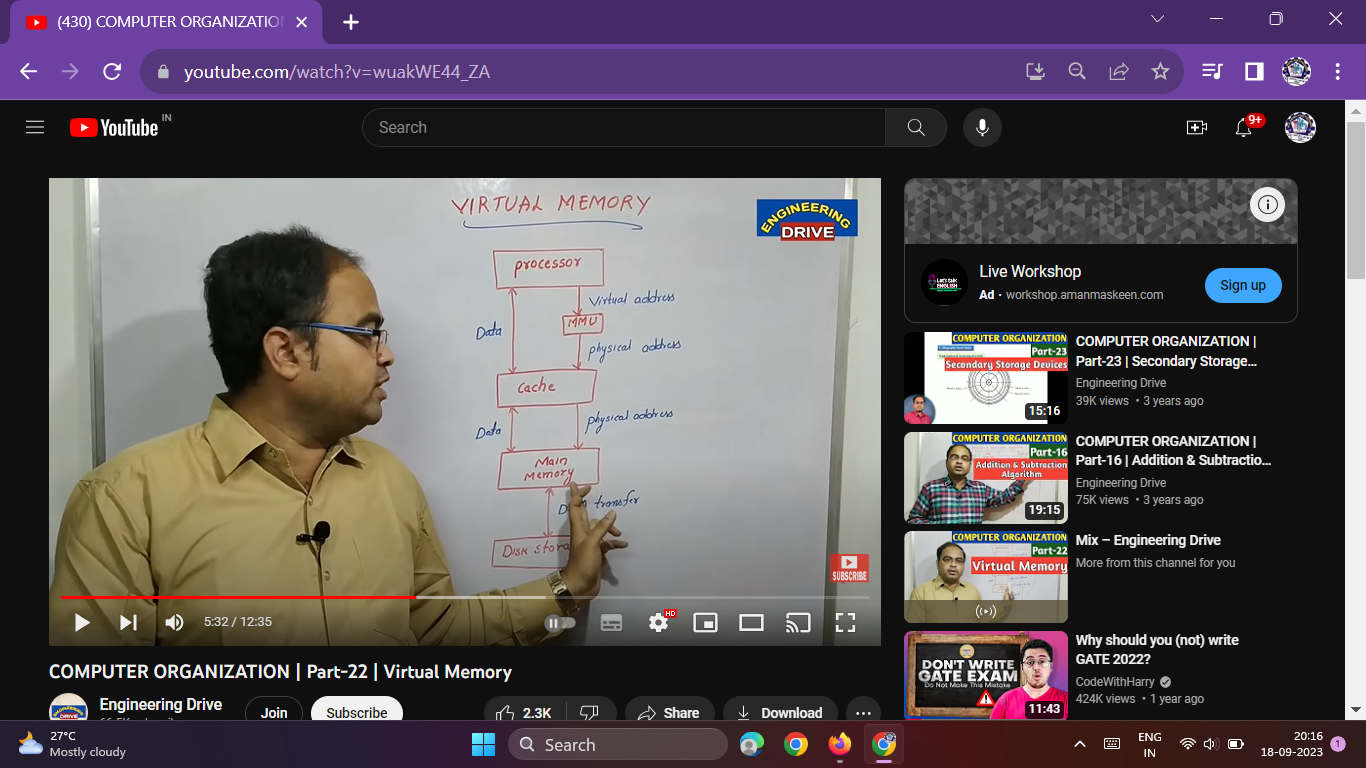 (430) COMPUTER ORGANIZATION
youtube.com/watch?v=wuakWE44_ZA
YouTube IN
Search
9+
VIRTUAL MEMORY
ENGINEERING
DRIVE
processor
Virtual address
MMU
Data
physical address
Cache
physical address
Data
Main
Memory
transfer
SUBSCRIBE
5:32 / 12:35
HD
COMPUTER ORGANIZATION | Part-22 | Virtual Memory
Engineering Drive
Join
Subscribe
2.3K
Share
Download
Let's talk
ENGLISH
Live Workshop
Ad · workshop.amanmaskeen.com
Sign up
COMPUTER ORGANIZATION
Part-23
Secondary Storage Devices
15:16
COMPUTER ORGANIZATION |
Part-23 | Secondary Storage...
Engineering Drive
39K views • 3 years ago
COMPUTER ORGANIZATION
Part-16
Addition & Subtraction
Algorithm
19:15
COMPUTER ORGANIZATION |
Part-16 | Addition & Subtractio...
Engineering Drive
75K views • 3 years ago
COMPUTER ORGANIZATION
Part-22
Virtual Memory
Mix – Engineering Drive
More from this channel for you
DON'T WRITE
GATE EXAM
Do Not Make This Mistake
11:43
Why should you (not) write
GATE 2022?
CodeWithHarry
424K views • 1 year ago
27°C
Mostly cloudy
Search
ENG
IN
20:16
18-09-2023
1